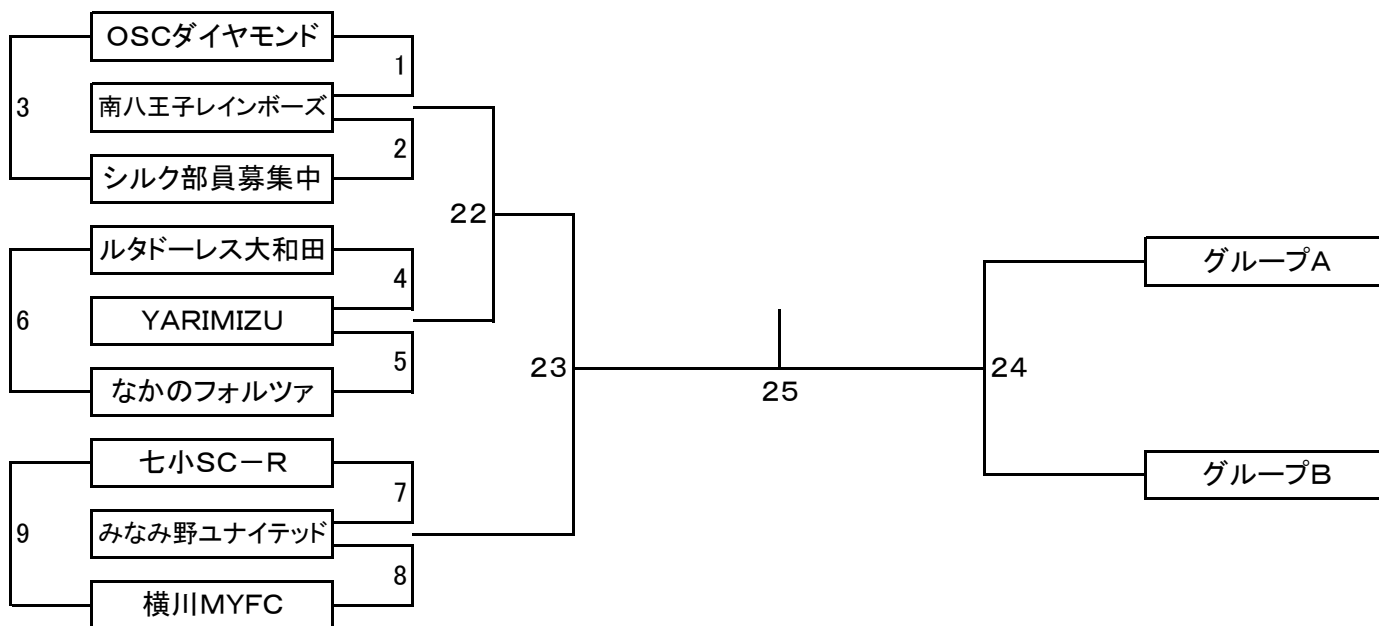 OSCダイヤモンド
1
3
南八王子レインボーズ
2
シルク部員募集中
22
ルタドーレス大和田
4
グループA
6
YARIMIZU
5
23
24
25
なかのフォルツァ
七小SC－R
グループB
7
9
みなみ野ユナイテッド
8
横川MYFC